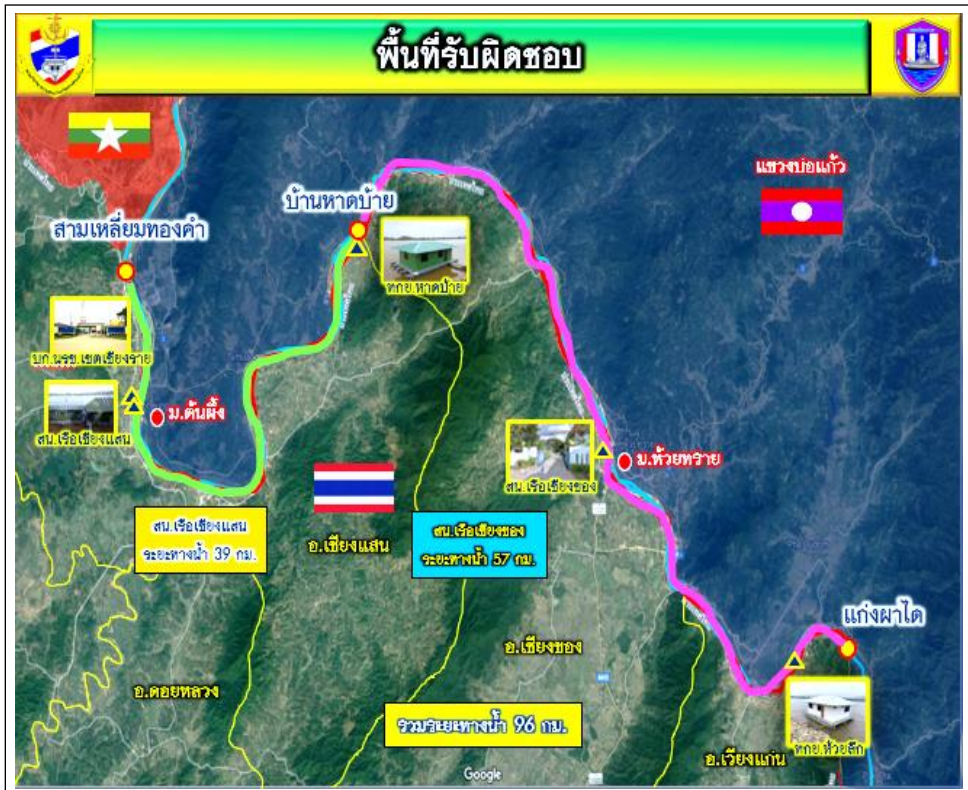 พื้นที่รับผิดชอบ
แขวงบ่อแก้ว
บ้านหาดบ้าย
สามเหลี่ยมทองคำ
ทกย.หาดบ้าย
บก.นรข.เขตเชียงราย
ม.ต้นผึ้ง
สน.เรือเชียงแสน
ม.ห้วยทราย
สน.เรือเชียงของ
สน.เรือเชียงแสน
ระยะทางน้ำ 39 กม.
อ.เชียงแสน
สน.เรือเชียงของ
ระยะทางน้ำ 57 กม.
แก่งผาได
อ.เชียงของ
อ.ดอยหลวง
รวมระยะทางน้ำ 96 กม.
ทกย.ห้วยลึก
อ.เวียงแก่น
Google